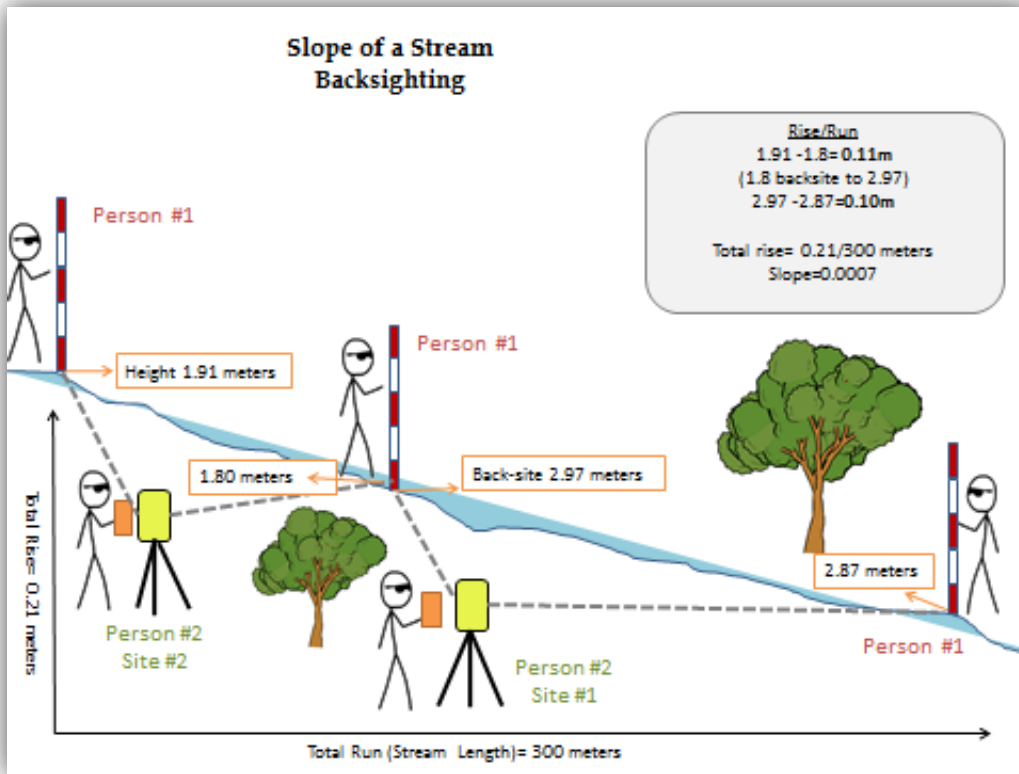 Slope of a Stream
Backsighting
Rise/Run
1.91 -1.8= 0.11m
(1.8 backsite to 2.97)
2.97 -2.87=0.10m
Total rise= 0.21/300 meters
Slope=0.0007
Person #1
Person #1
Height 1.91 meters
1.80 meters
Back-site 2.97 meters
2.87 meters
Total Rise= 0.21 meters
Person #2
Site #2
Person #2
Site #1
Person #1
Total Run (Stream Length)= 300 meters